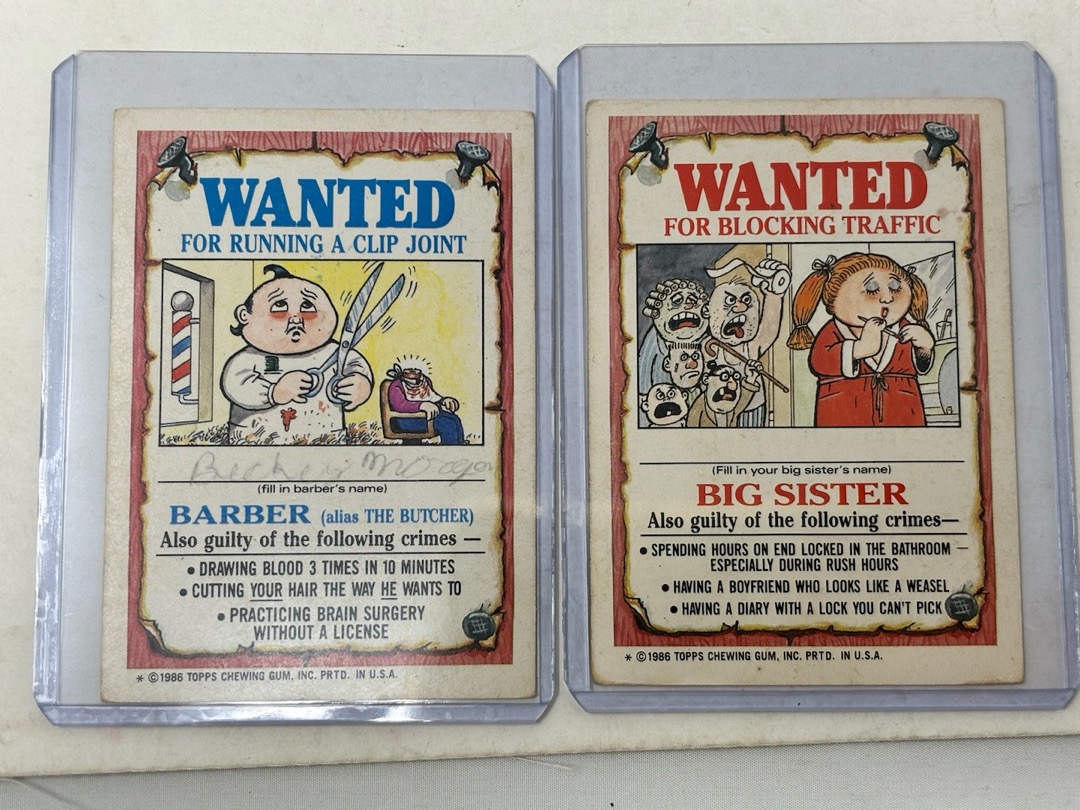 WANTED
FOR RUNNING A CLIP JOINT
(fill in barber's name)
BARBER (alias THE BUTCHER)
Also guilty of the following crimes —
• DRAWING BLOOD 3 TIMES IN 10 MINUTES
• CUTTING YOUR HAIR THE WAY HE WANTS TO
• PRACTICING BRAIN SURGERY
WITHOUT A LICENSE
* ©1986 TOPPS CHEWING GUM, INC. PRTD. IN U.S.A.
WANTED
FOR BLOCKING TRAFFIC
(Fill in your big sister's name)
BIG SISTER
Also guilty of the following crimes—
• SPENDING HOURS ON END LOCKED IN THE BATHROOM —
ESPECIALLY DURING RUSH HOURS
• HAVING A BOYFRIEND WHO LOOKS LIKE A WEASEL
• HAVING A DIARY WITH A LOCK YOU CAN'T PICK
* ©1986 TOPPS CHEWING GUM, INC. PRTD. IN U.S.A.